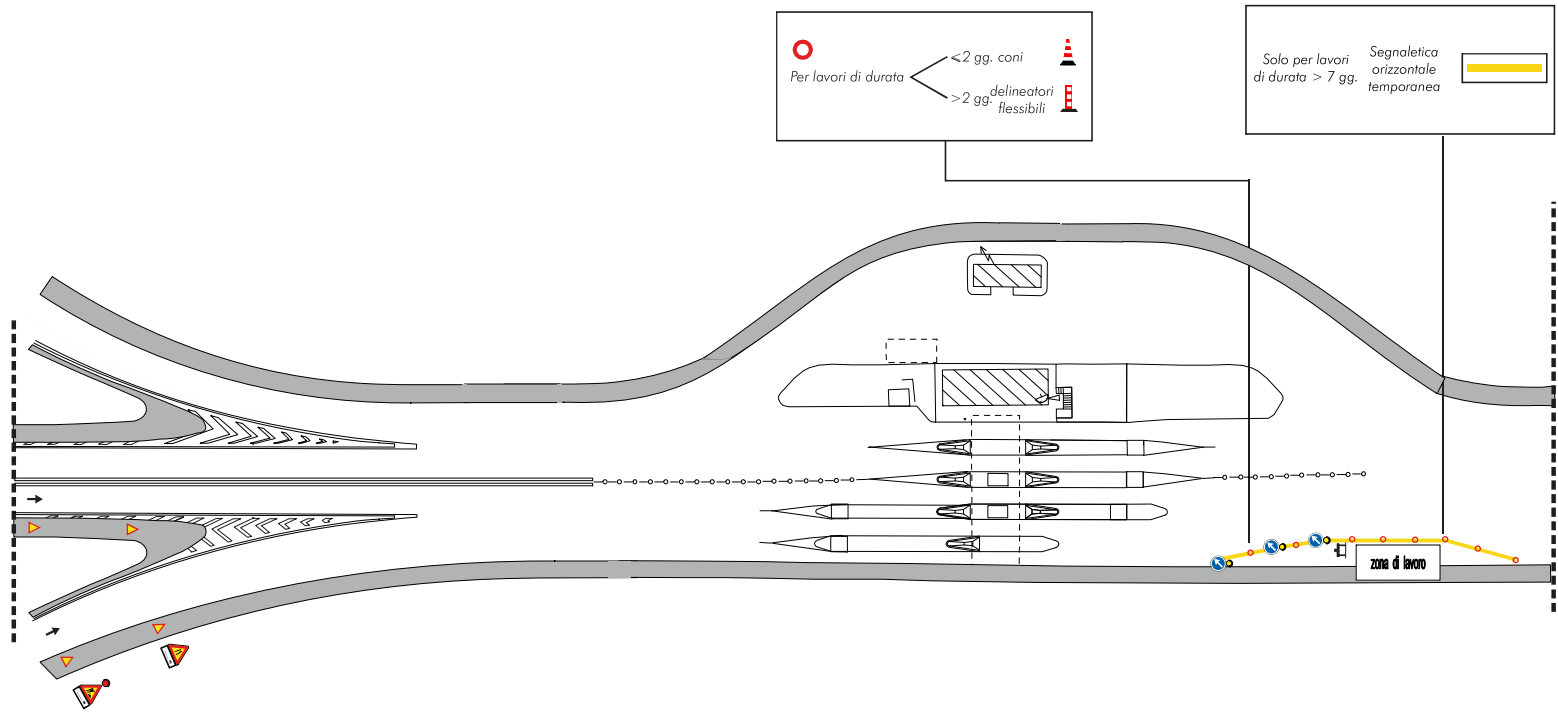 Per lavori di durata
<2 gg. coni
>2 gg. delineatori
flessibili
Solo per lavori
di durata > 7 gg.
Segnaletica
orizzontale
temporanea
zona di lavoro